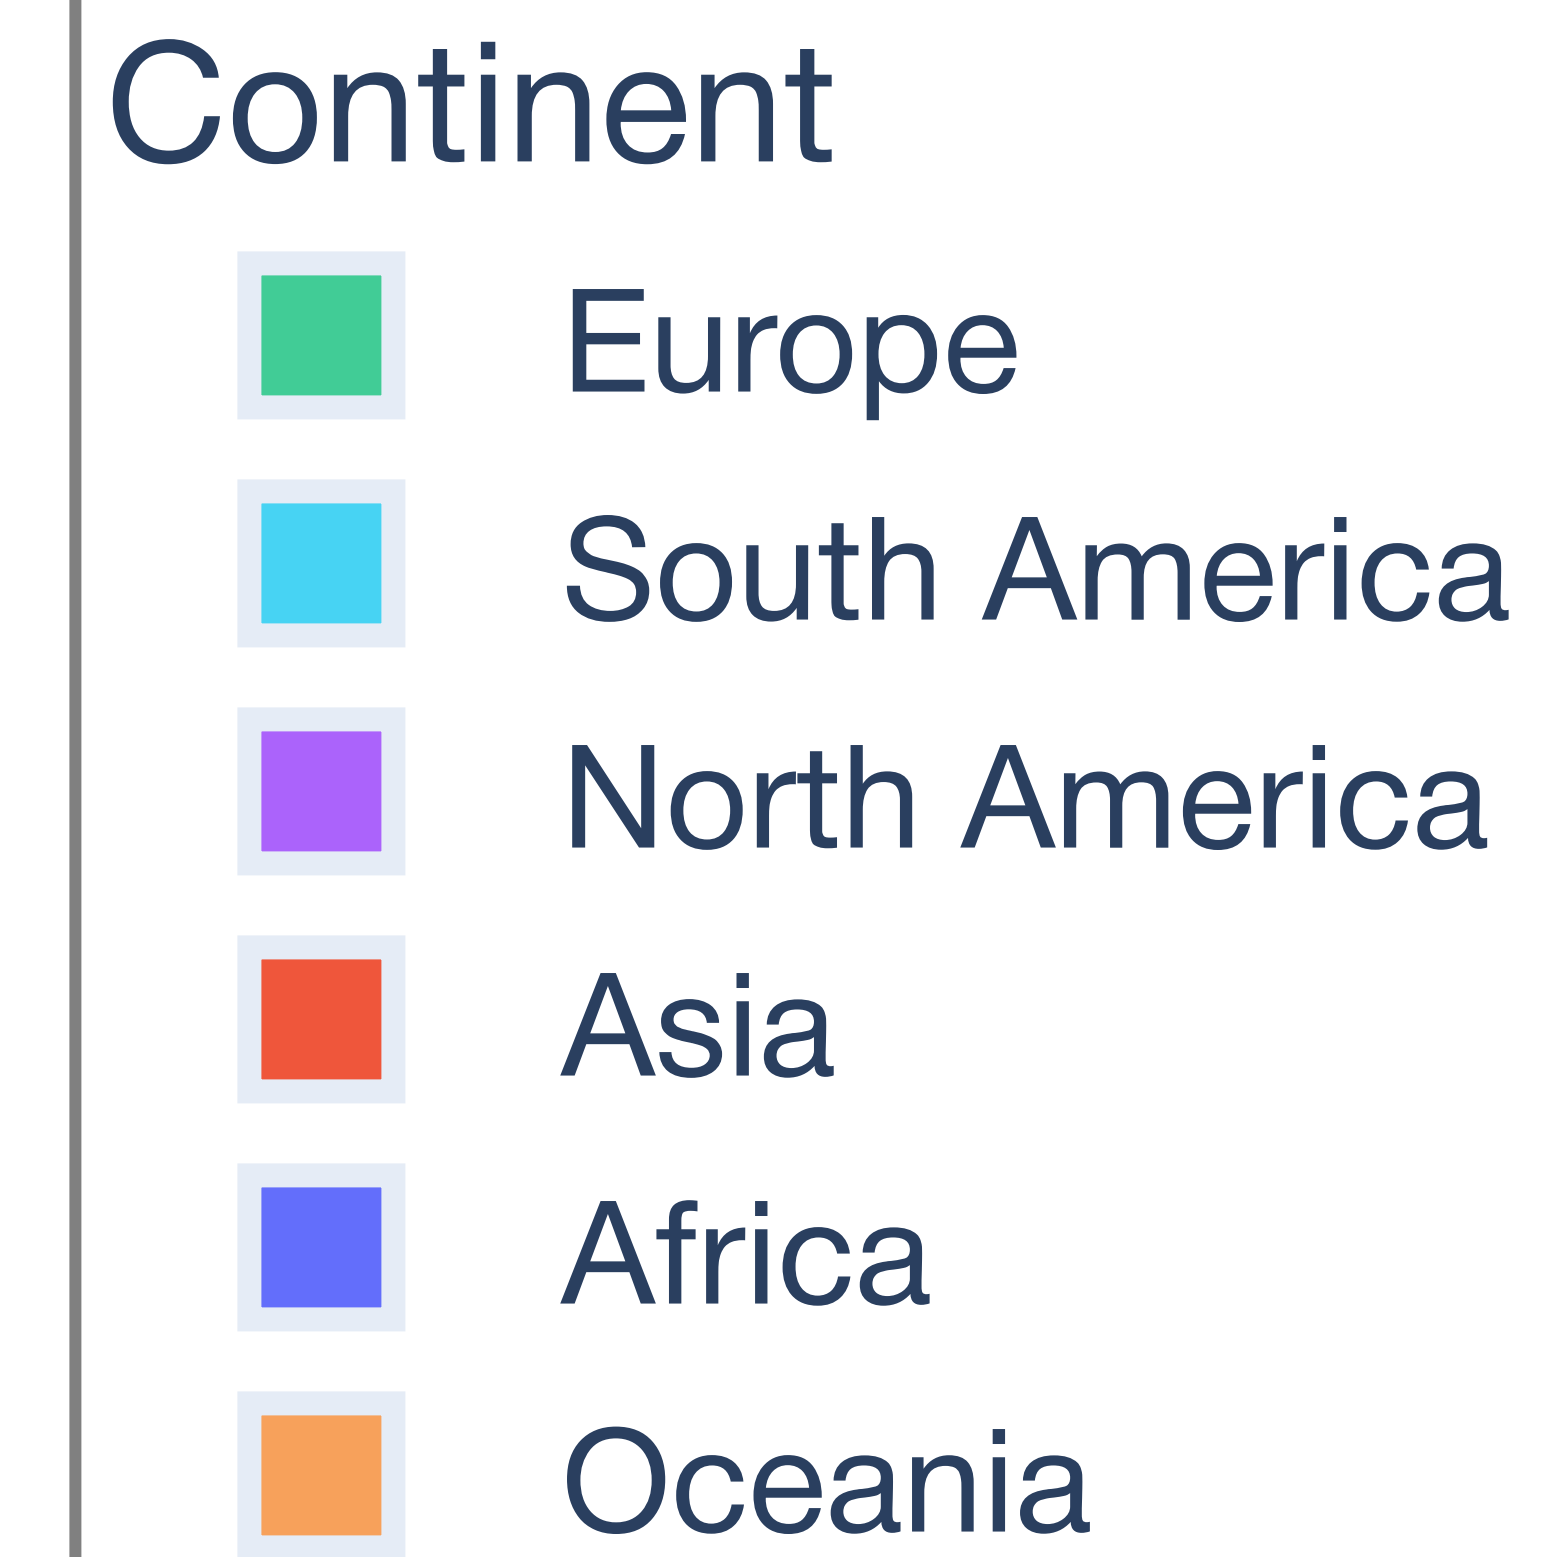 Continent
Europe
South America
North America
Asia
Africa
Oceania